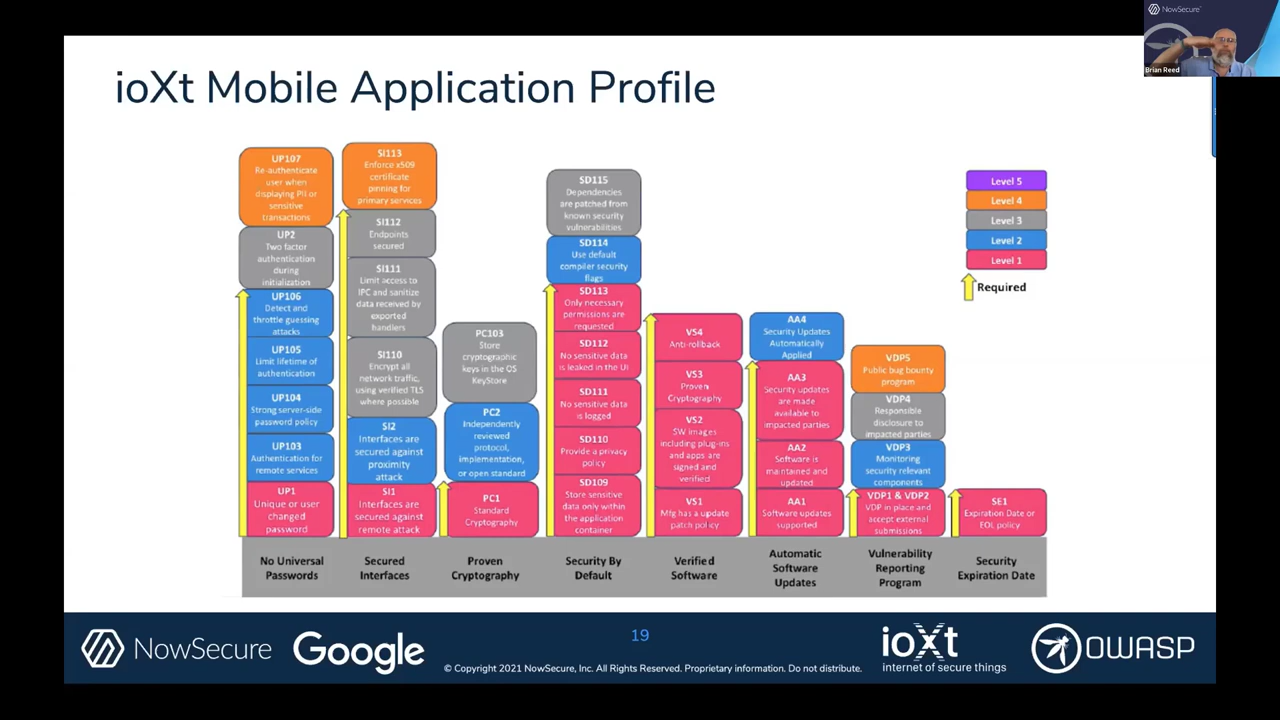 NowSecure
Brian Reed
ioXt Mobile Application Profile
UP107
Re-authenticate
user when
displaying PII or
sensitive
transactions
UP2
Two factor
authentication
during
initialization
UP106
Detect and
throttle guessing
attacks
UP105
Limit lifetime of
authentication
UP104
Strong server-side
password policy
UP103
Authentication for
remote services
UP1
Unique or user
changed
password
No Universal
Passwords
SI113
Enforce x509
certificate
pinning for
primary services
SI112
Endpoints
secured
SI111
Limit access to
IPC and sanitize
data received by
exported
handlers
SI110
Encrypt all
network traffic,
using verified TLS
where possible
SI2
Interfaces are
secured against
proximity
attack
SI1
Interfaces are
secured against
remote attack
Secured
Interfaces
PC103
Store
cryptographic
keys in the OS
KeyStore
PC2
Independently
reviewed
protocol,
implementation,
or open standard
PC1
Standard
Cryptography
Proven
Cryptography
SD115
Dependencies
are patched from
known security
vulnerabilities
SD114
Use default
compiler security
flags
SD113
Only necessary
permissions are
requested
SD112
No sensitive data
is leaked in the UI
SD111
No sensitive data
is logged
SD110
Provide a privacy
policy
SD109
Store sensitive
data only within
the application
container
Security By
Default
VS4
Anti-rollback
VS3
Proven
Cryptography
VS2
SW images
including plug-ins
and apps are
signed and
verified
VS1
Mfg has a update
patch policy
Verified
Software
AA4
Security Updates
Automatically
Applied
AA3
Security updates
are made
available to
impacted parties
AA2
Software is
maintained and
updated
AA1
Software updates
supported
Automatic
Software
Updates
VDP5
Public bug bounty
program
VDP4
Responsible
disclosure to
impacted parties
VDP3
Monitoring
security relevant
components
VDP1 & VDP2
VDP in place and
accept external
submissions
Vulnerability
Reporting
Program
SE1
Expiration Date or
EOL policy
Security
Expiration Date
Level 5
Level 4
Level 3
Level 2
Level 1
Required
NowSecure
Google
19
© Copyright 2021 NowSecure, Inc. All Rights Reserved. Proprietary information. Do not distribute.
ioXt
internet of secure things
OWASP